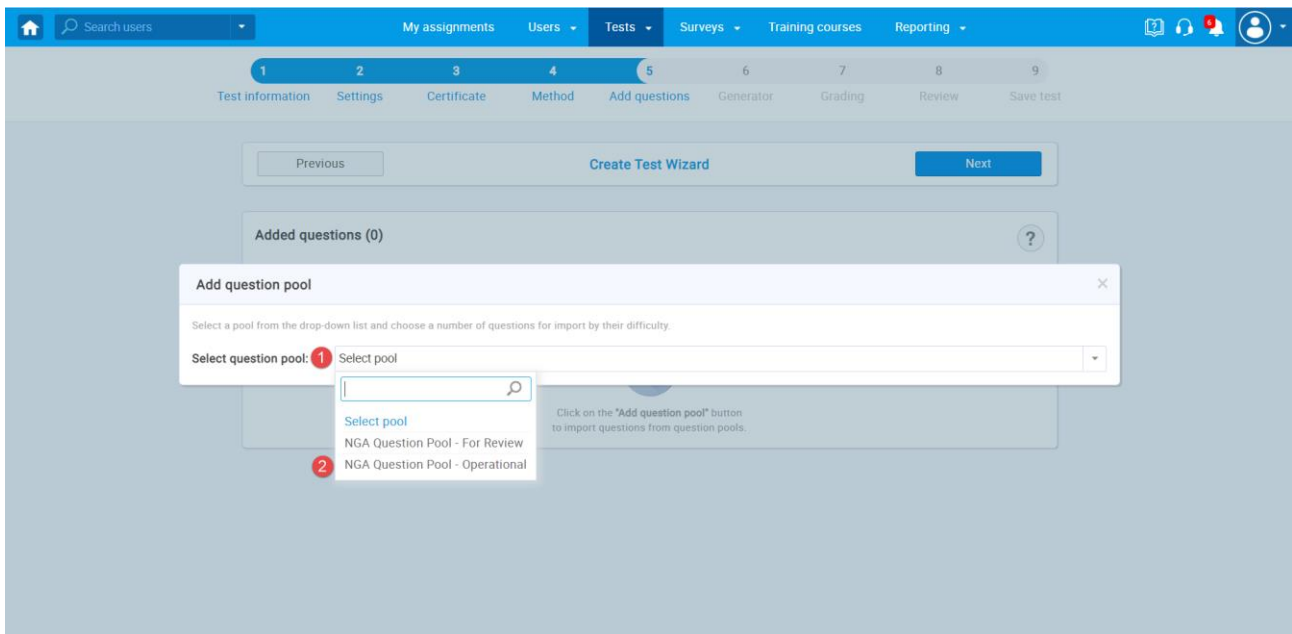 Search users
My assignments Users Tests Surveys Training courses Reporting
6
1 2 3 4 5 6 7 8 9
Test information Settings Certificate Method Add questions Generator Grading Review Save test
Previous Create Test Wizard Next
Added questions (0) ?
Add question pool
Select a pool from the drop-down list and choose a number of questions for import by their difficulty.
Select question pool: 1 Select pool
Select pool
NGA Question Pool - For Review
2 NGA Question Pool - Operational
Click on the "Add question pool" button
to import questions from question pools.